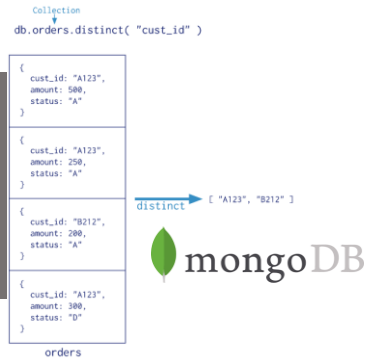 Collection
db.orders.distinct( "cust_id" )
{
cust_id: "A123",
amount: 500,
status: "A"
}
{
cust_id: "A123",
amount: 250,
status: "A"
}
{
cust_id: "B212",
amount: 200,
status: "A"
}
{
cust_id: "A123",
amount: 300,
status: "D"
}
orders
distinct
[ "A123", "B212" ]
mongoDB